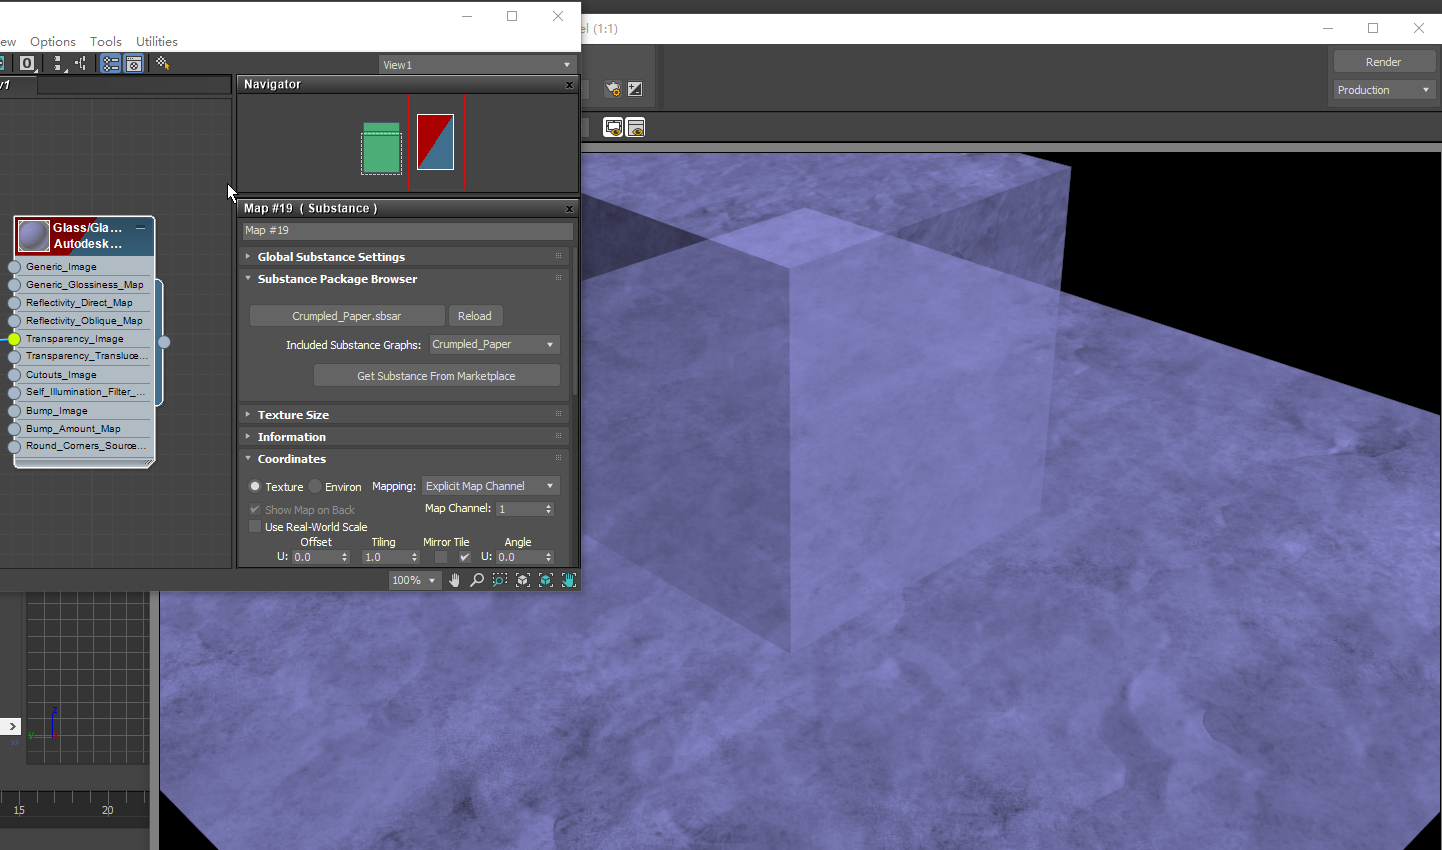 el (1:1)
ew Options Tools Utilities
0
View1
v1
Navigator
Render
Production
Map #19 ( Substance )
Map #19
Global Substance Settings
Substance Package Browser
Crumpled_Paper.sbsar Reload
Included Substance Graphs: Crumpled_Paper
Get Substance From Marketplace
Texture Size
Information
Coordinates
Texture Environ Mapping: Explicit Map Channel
Show Map on Back Map Channel: 1
Use Real-World Scale
Offset Tiling Mirror Tile Angle
U: 0.0 1.0 U: 0.0
100%
Glass/Gla...
Autodesk...
Generic_Image
Generic_Glossiness_Map
Reflectivity_Direct_Map
Reflectivity_Oblique_Map
Transparency_Image
Transparency_Transluce...
Cutouts_Image
Self_Illumination_Filter_...
Bump_Image
Bump_Amount_Map
Round_Corners_Source...
z
y
15 20